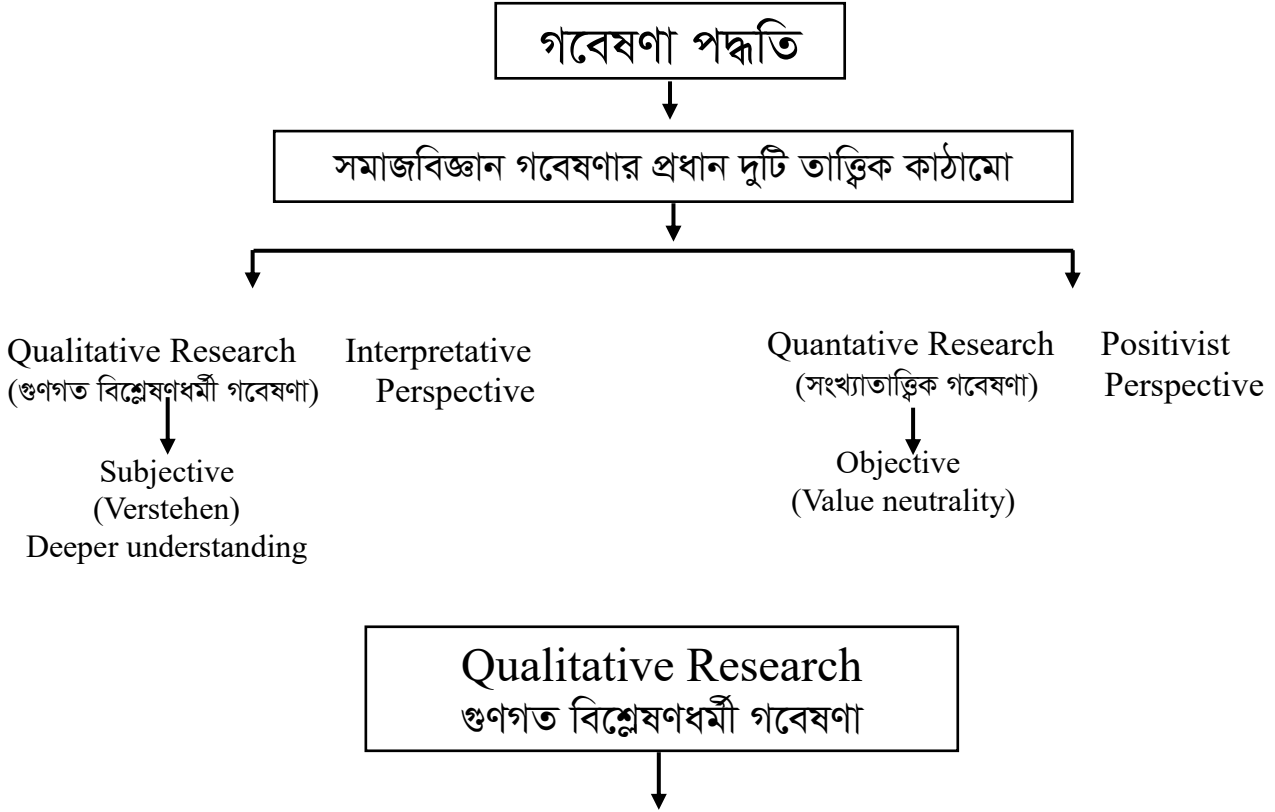 গবেষণা পদ্ধতি
সমাজবিজ্ঞান গবেষণার প্রধান দুটি তাত্ত্বিক কাঠামো
Qualitative Research Interpretative
(গুণগত বিশ্লেষণধর্মী গবেষণা) Perspective
Subjective
(Verstehen)
Deeper understanding
Quantative Research Positivist
(সংখ্যাতাত্ত্বিক গবেষণা) Perspective
Objective
(Value neutrality)
Qualitative Research
গুণগত বিশ্লেষণধর্মী গবেষণা